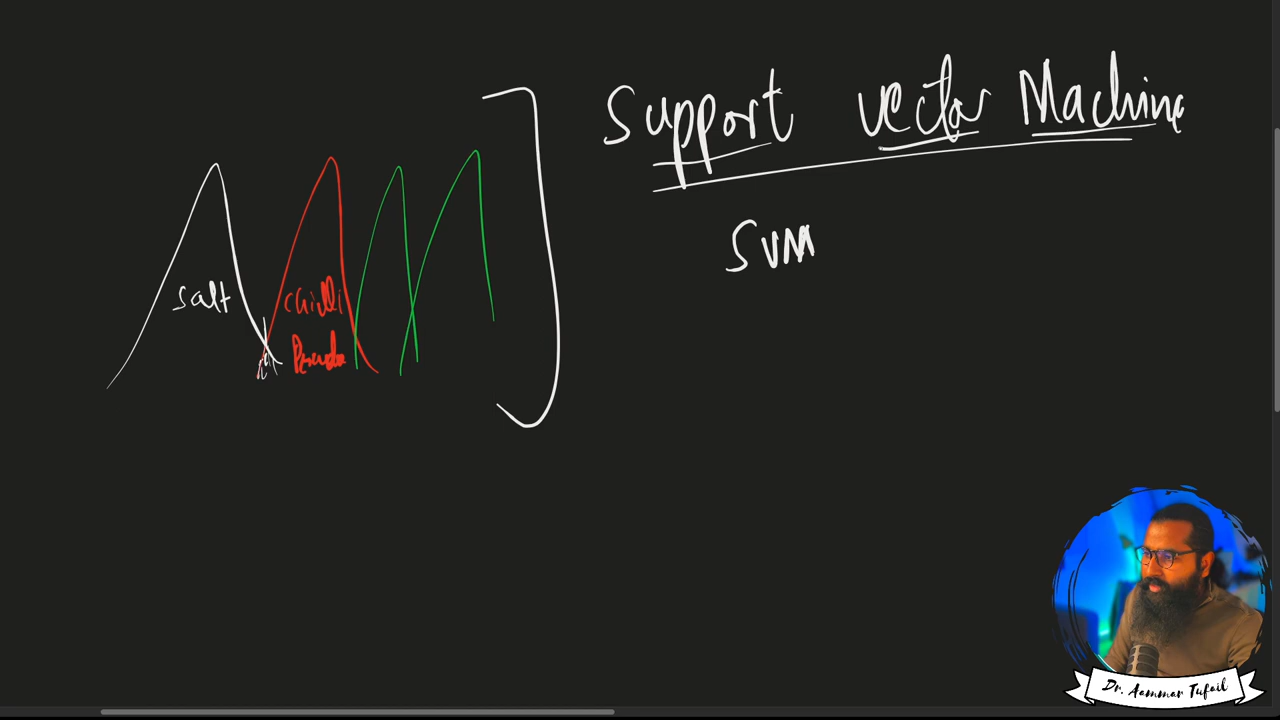 Support Vector Machine
SVM
Salt
Chilli
Dr. Aammar Tufail